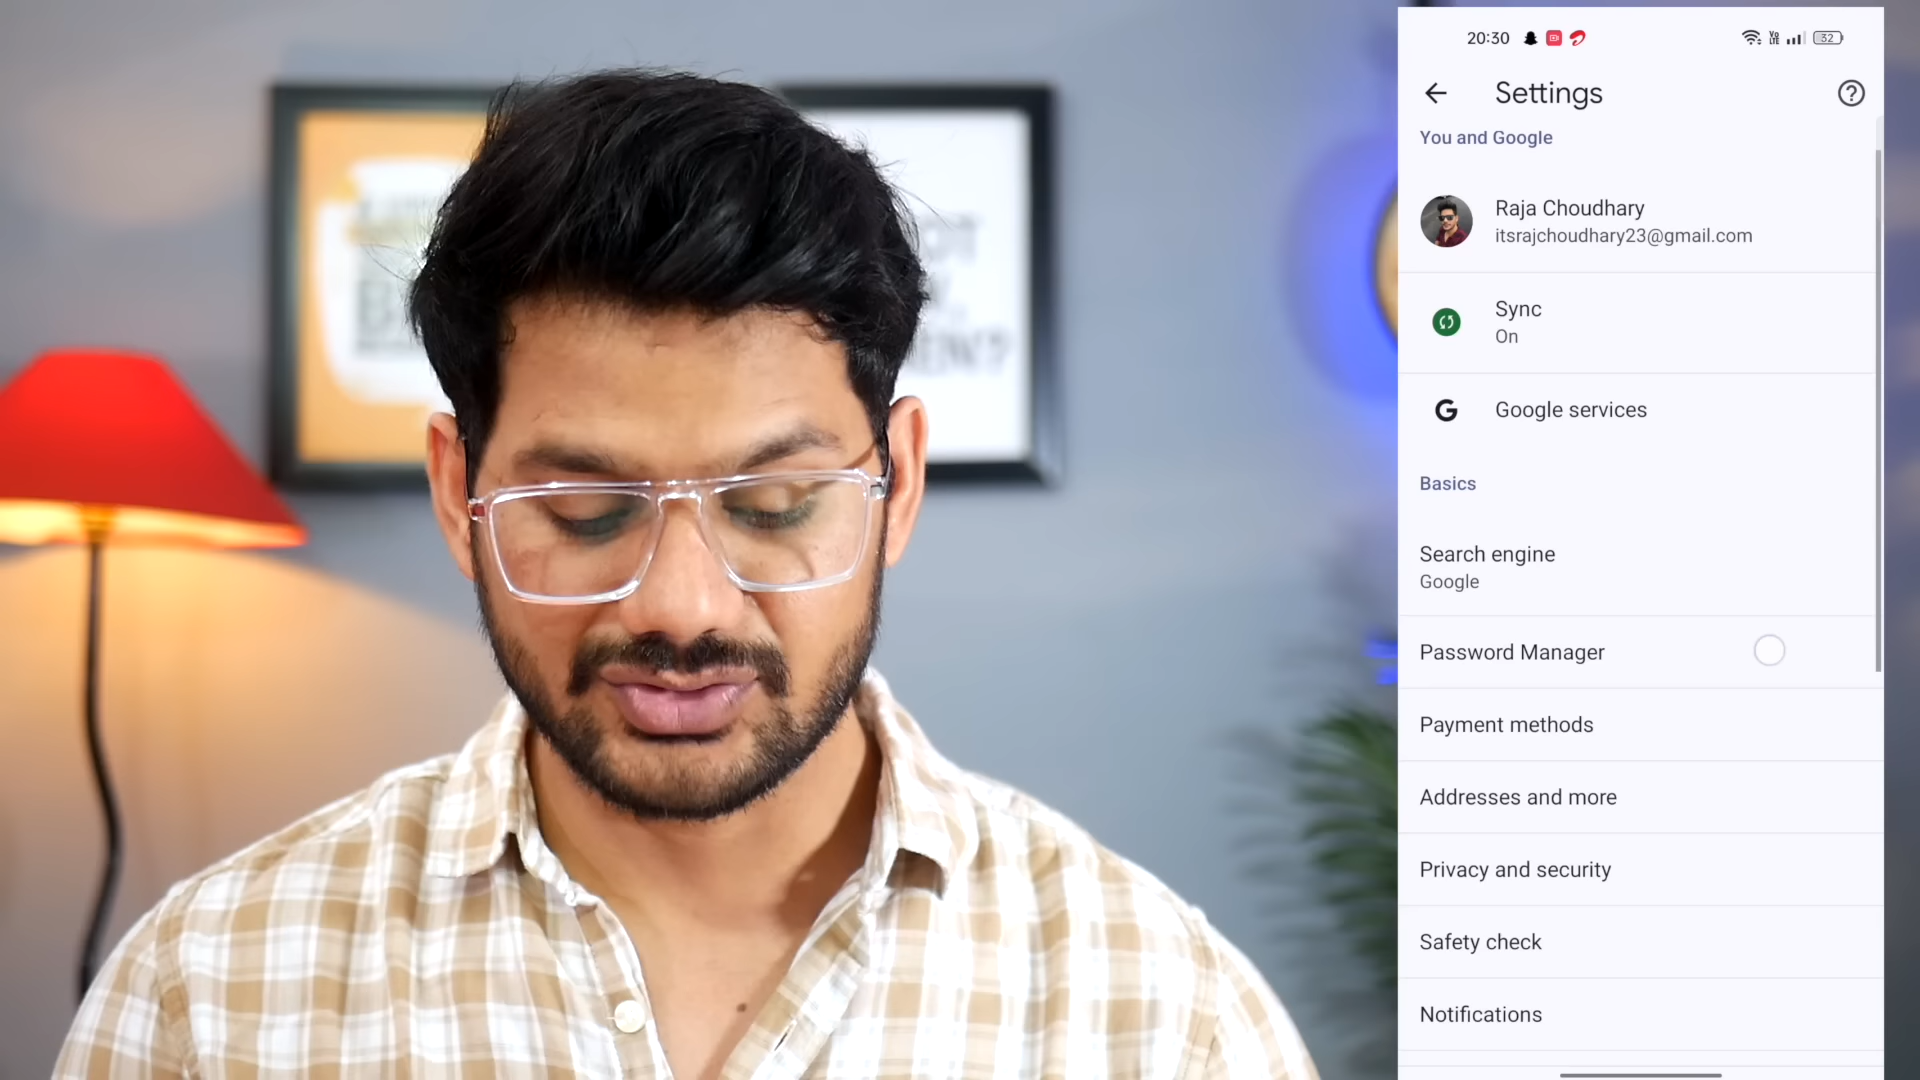 20:30
32
Settings
You and Google
Raja Choudhary
itsrajchoudhary23@gmail.com
Sync
On
Google services
Basics
Search engine
Google
Password Manager
Payment methods
Addresses and more
Privacy and security
Safety check
Notifications